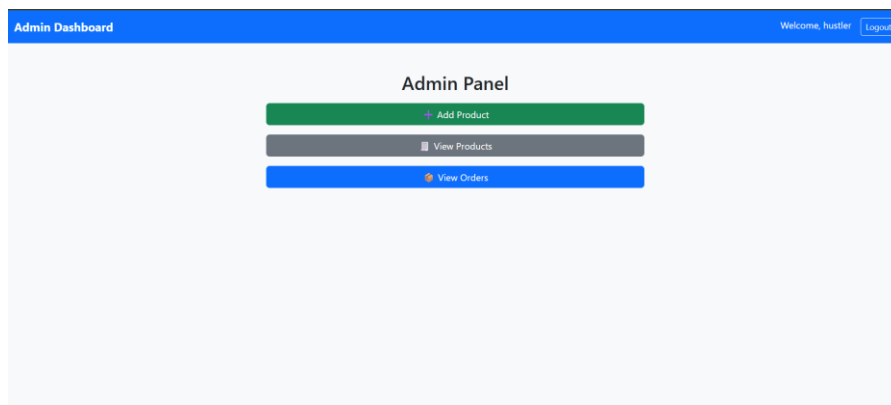 Admin Dashboard
Welcome, hustler
Logout
Admin Panel
➕ Add Product
🧾 View Products
📦 View Orders